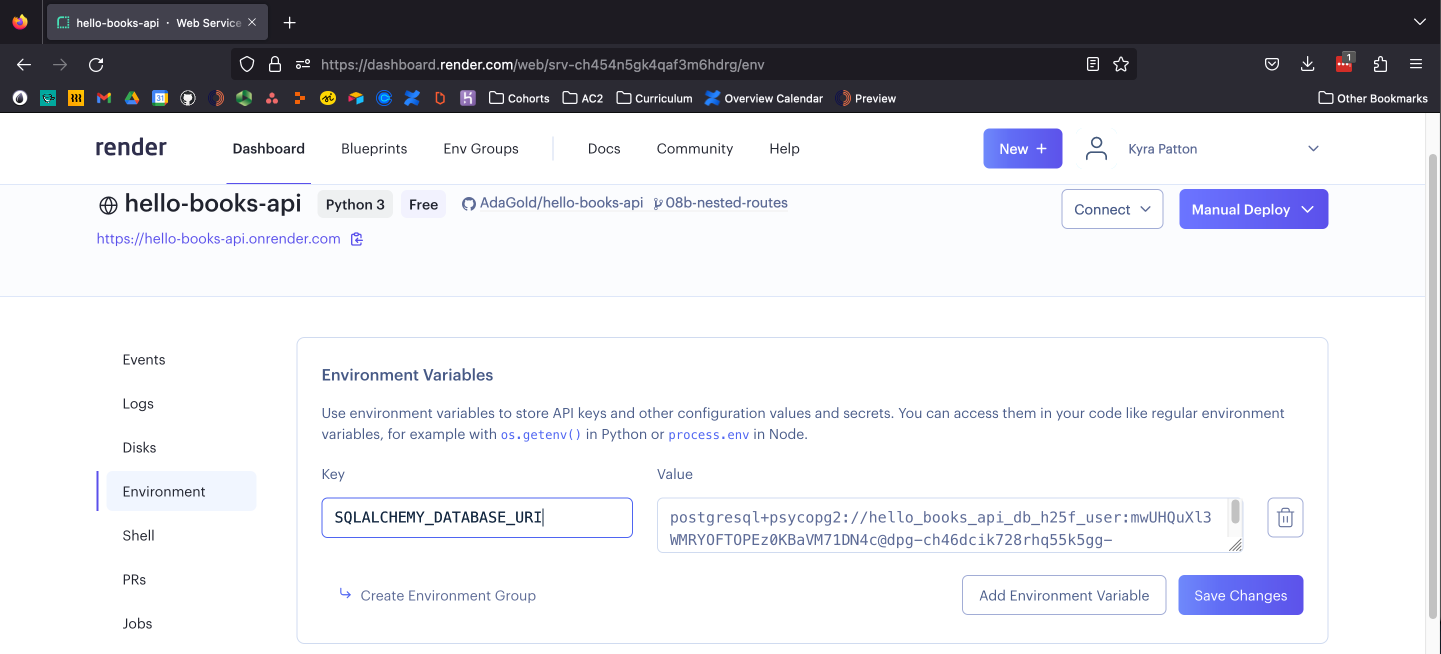 hello-books-api · Web Service
https://dashboard.render.com/web/srv-ch454n5gk4qaf3m6hdrg/env
1
31
Cohorts
AC2
Curriculum
Overview Calendar
Preview
Other Bookmarks
render
Dashboard
Blueprints
Env Groups
Docs
Community
Help
New +
Kyra Patton
hello-books-api
Python 3
Free
AdaGold/hello-books-api
08b-nested-routes
Connect
Manual Deploy
https://hello-books-api.onrender.com
Events
Logs
Disks
Environment
Shell
PRs
Jobs
Environment Variables
Use environment variables to store API keys and other configuration values and secrets. You can access them in your code like regular environment
variables, for example with os.getenv() in Python or process.env in Node.
Key
Value
SQLALCHEMY_DATABASE_URI
postgresql+psycopg2://hello_books_api_db_h25f_user:mwUHQuXl3
WMRYOFTOPEz0KBaVM71DN4c@dpg-ch46dcik728rhq55k5gg-
Create Environment Group
Add Environment Variable
Save Changes